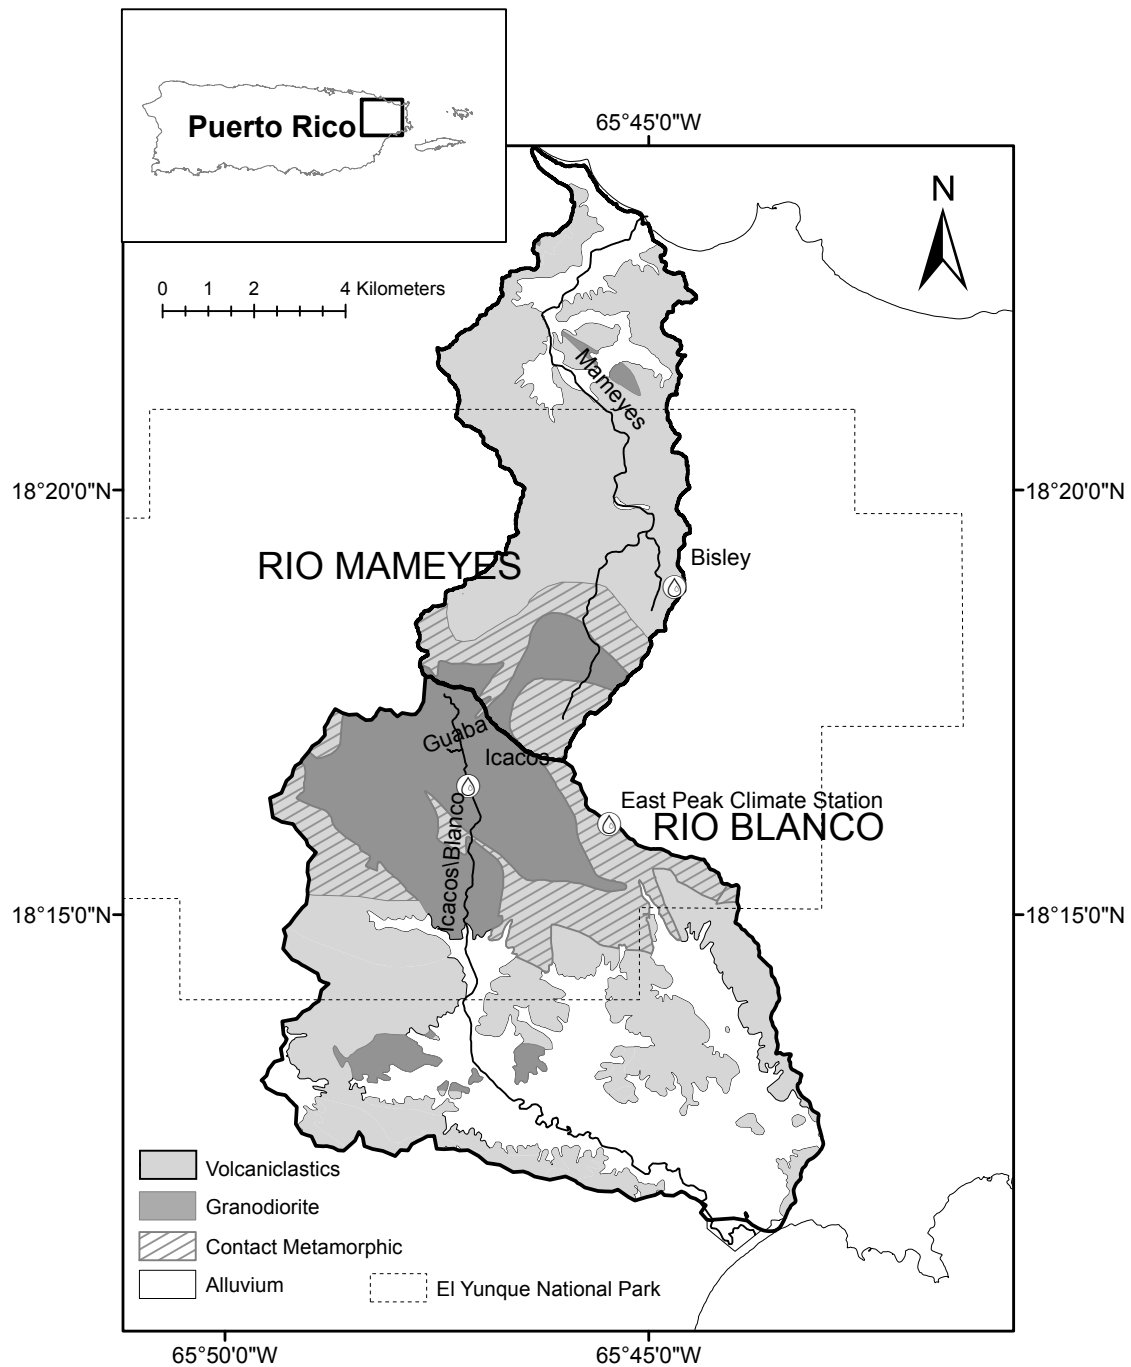 Puerto Rico
65°45'0"W
N
0 1 2 4 Kilometers
Mameyes
18°20'0"N
18°20'0"N
Bisley
RIO MAMEYES
Guaba
Icacos
East Peak Climate Station
RIO BLANCO
Icacos\Blanco
18°15'0"N
18°15'0"N
Volcaniclastics
Granodiorite
Contact Metamorphic
Alluvium
El Yunque National Park
65°50'0"W
65°45'0"W